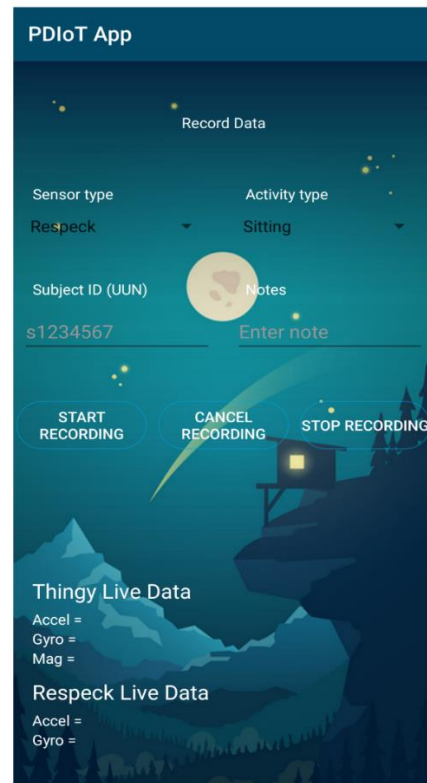 PDIoT App
Record Data
Sensor type
Activity type
Respeck
Sitting
Subject ID (UUN)
Notes
s1234567
Enter note
START
RECORDING
CANCEL
RECORDING
STOP RECORDING
Thingy Live Data
Accel =
Gyro =
Mag =
Respeck Live Data
Accel =
Gyro =